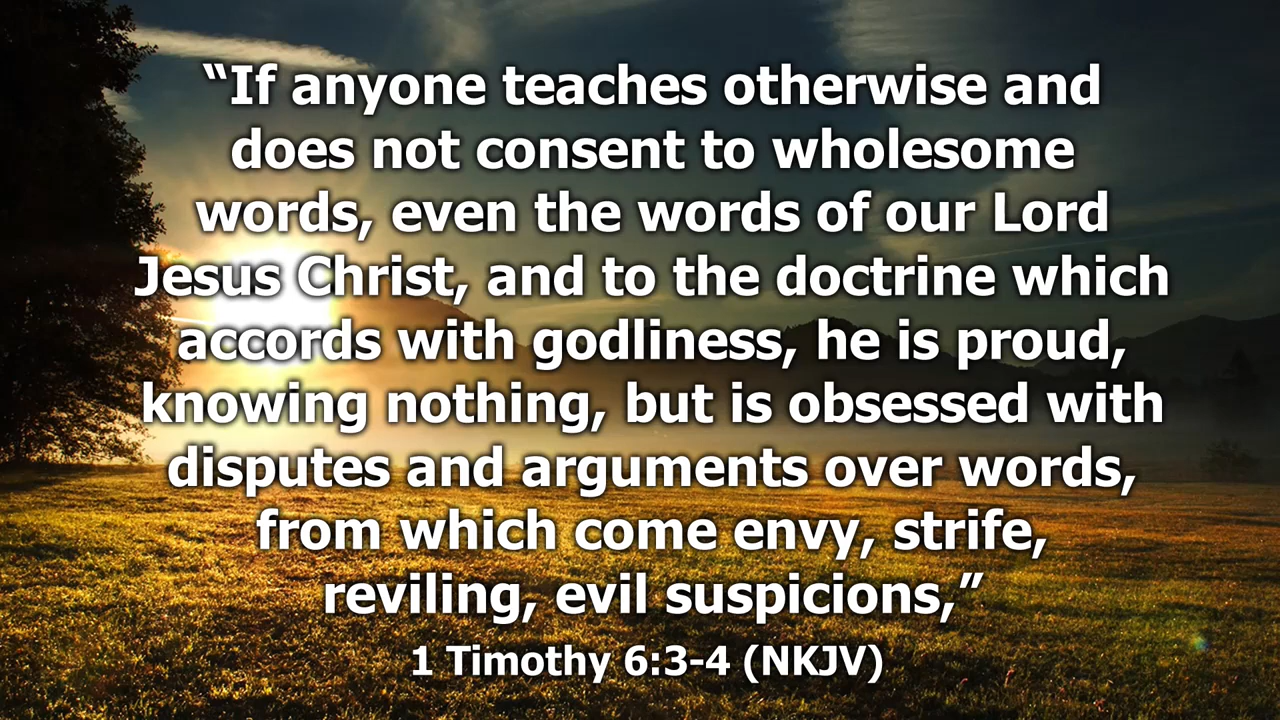 “If anyone teaches otherwise and
does not consent to wholesome
words, even the words of our Lord
Jesus Christ, and to the doctrine which
accords with godliness, he is proud,
knowing nothing, but is obsessed with
disputes and arguments over words,
from which come envy, strife,
reviling, evil suspicions,”
1 Timothy 6:3-4 (NKJV)